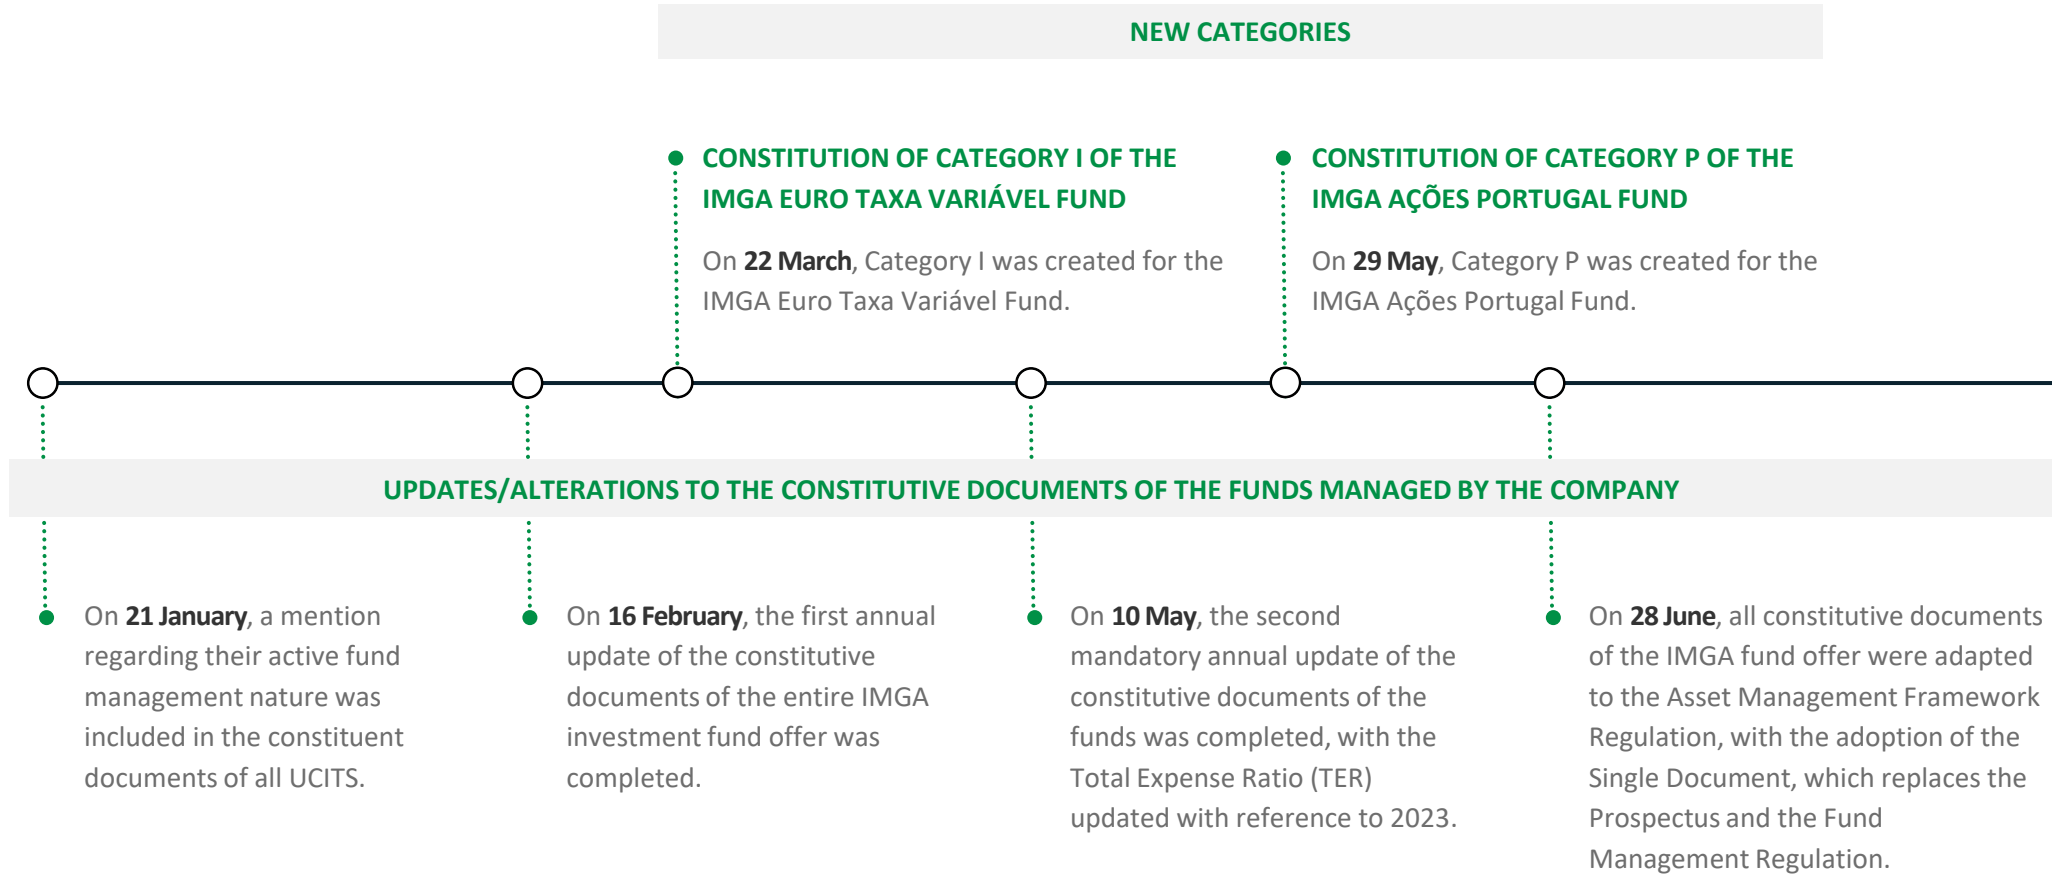 NEW CATEGORIES
CONSTITUTION OF CATEGORY I OF THE
IMGA EURO TAXA VARIÁVEL FUND
On 22 March, Category I was created for the
IMGA Euro Taxa Variável Fund.
CONSTITUTION OF CATEGORY P OF THE
IMGA AÇÕES PORTUGAL FUND
On 29 May, Category P was created for the
IMGA Ações Portugal Fund.
UPDATES/ALTERATIONS TO THE CONSTITUTIVE DOCUMENTS OF THE FUNDS MANAGED BY THE COMPANY
On 21 January, a mention
regarding their active fund
management nature was
included in the constituent
documents of all UCITS.
On 16 February, the first annual
update of the constitutive
documents of the entire IMGA
investment fund offer was
completed.
On 10 May, the second
mandatory annual update of the
constitutive documents of the
funds was completed, with the
Total Expense Ratio (TER)
updated with reference to 2023.
On 28 June, all constitutive documents
of the IMGA fund offer were adapted
to the Asset Management Framework
Regulation, with the adoption of the
Single Document, which replaces the
Prospectus and the Fund
Management Regulation.